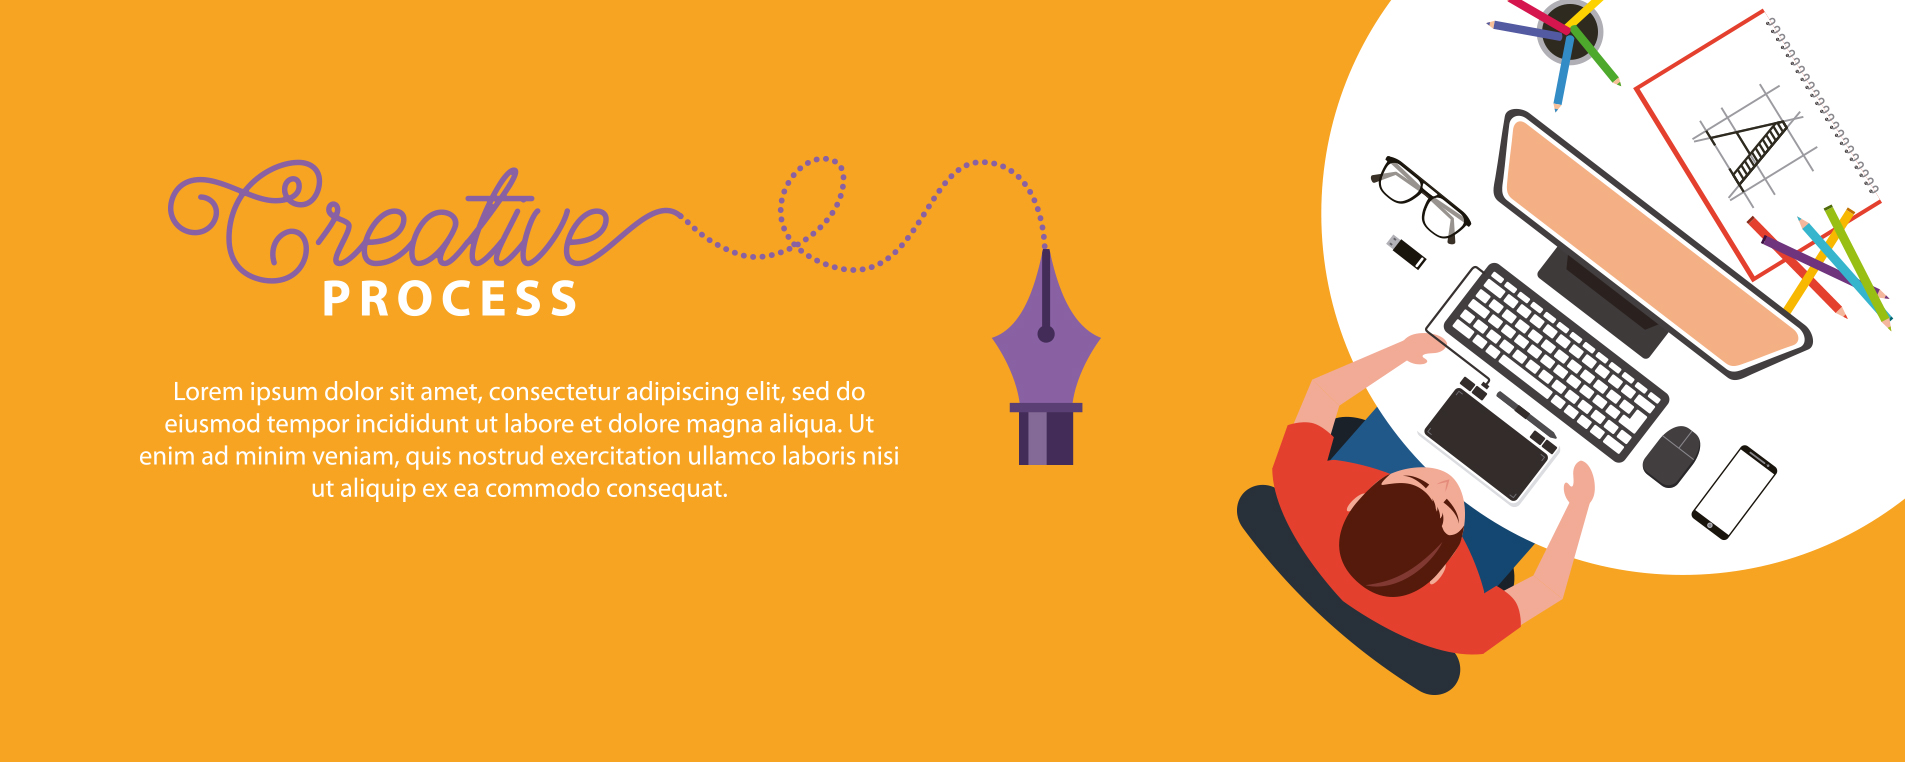 Creative
PROCESS
Lorem ipsum dolor sit amet, consectetur adipiscing elit, sed do
eiusmod tempor incididunt ut labore et dolore magna aliqua. Ut
enim ad minim veniam, quis nostrud exercitation ullamco laboris nisi
ut aliquip ex ea commodo consequat.
A